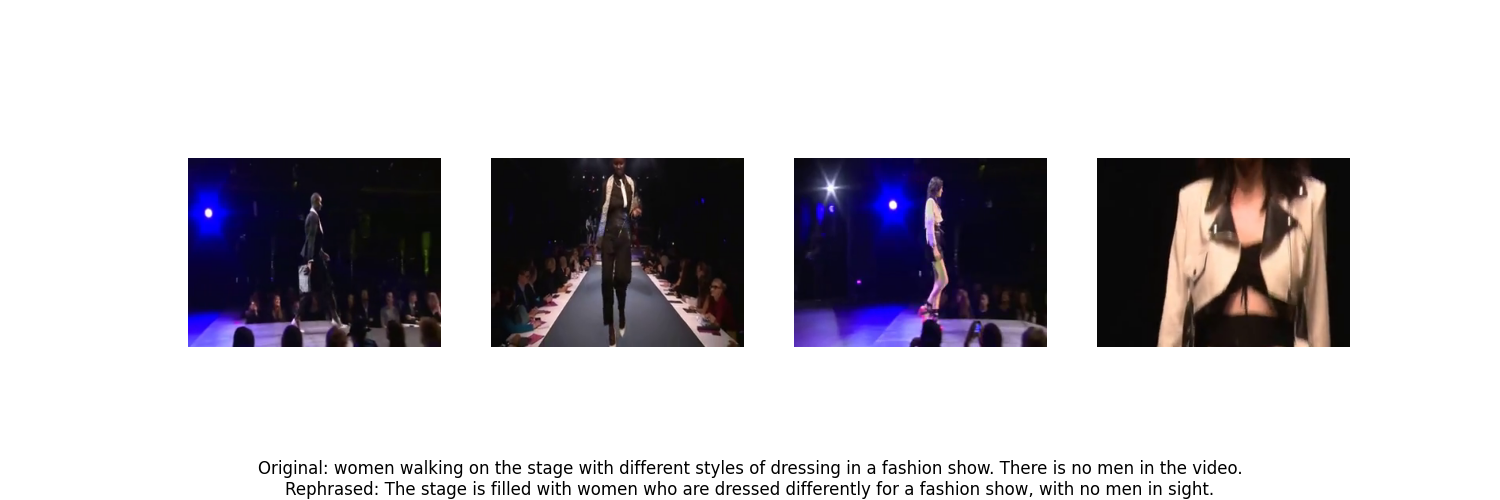 Original: women walking on the stage with different styles of dressing in a fashion show. There is no men in the video.
Rephrased: The stage is filled with women who are dressed differently for a fashion show, with no men in sight.